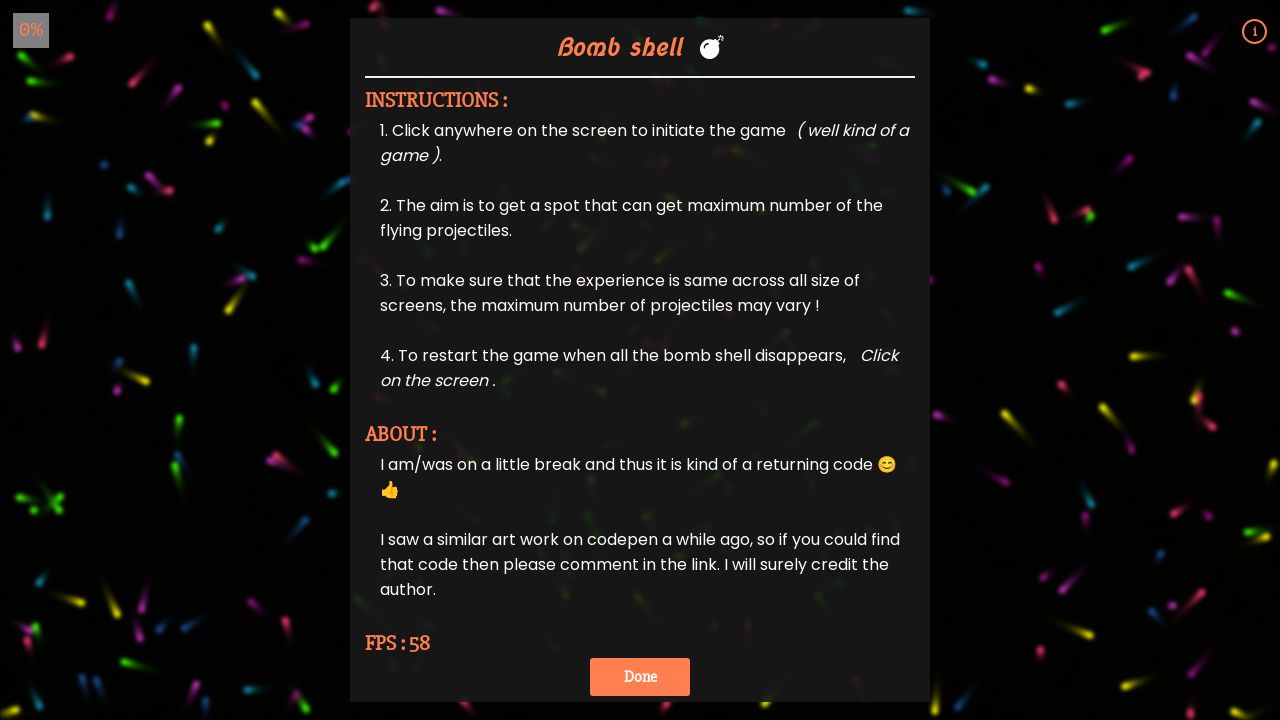 0%
i
Bomb shell 💣
INSTRUCTIONS :
1. Click anywhere on the screen to initiate the game ( well kind of a
game ).
2. The aim is to get a spot that can get maximum number of the
flying projectiles.
3. To make sure that the experience is same across all size of
screens, the maximum number of projectiles may vary !
4. To restart the game when all the bomb shell disappears, Click
on the screen .
ABOUT :
I am/was on a little break and thus it is kind of a returning code 😊
👍
I saw a similar art work on codepen a while ago, so if you could find
that code then please comment in the link. I will surely credit the
author.
FPS : 58
Done